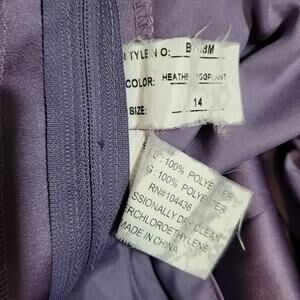 STYLE NO:
COLOR: HEATHER EGGPLANT
SIZE: 14
100% POLYESTER
G: 100% POLYESTER
RN#104436
SSIONALLY DRY CLEAN
RCHLOROETHYLENE
MADE IN CHINA